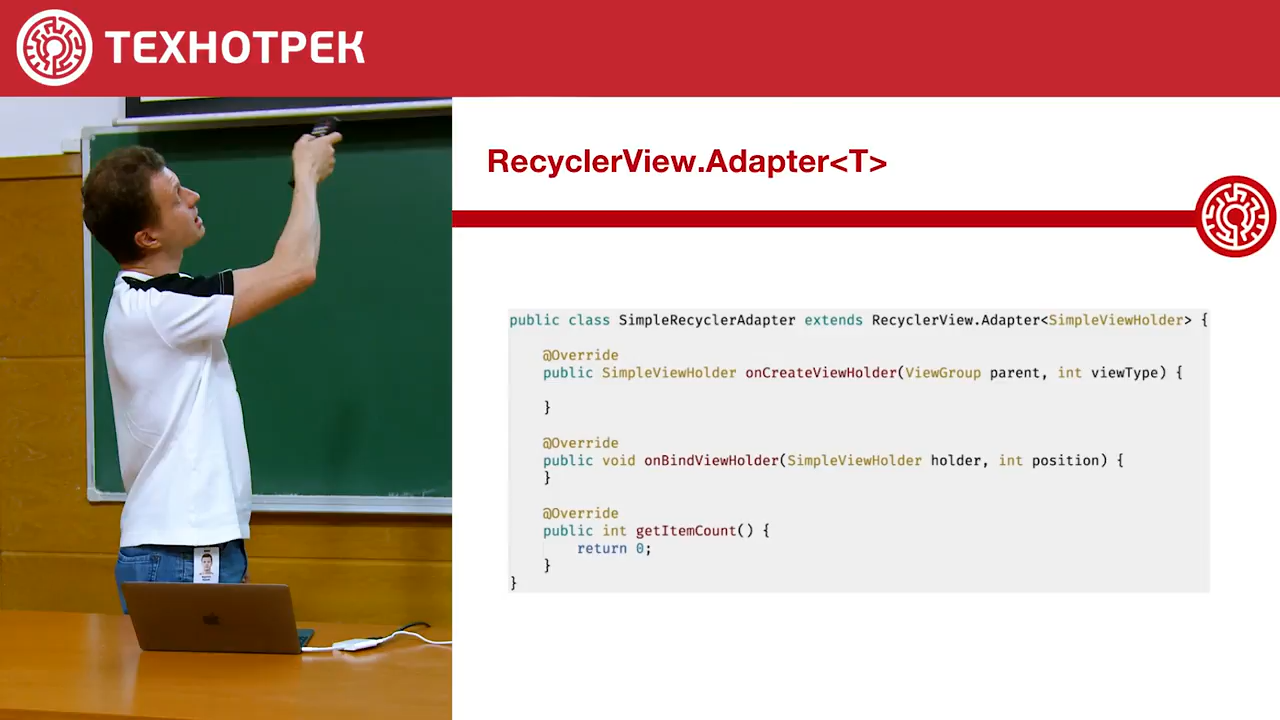 ТЕХНОТРЕК
RecyclerView.Adapter<T>
public class SimpleRecyclerAdapter extends RecyclerView.Adapter<SimpleViewHolder> {
@Override
public SimpleViewHolder onCreateViewHolder(ViewGroup parent, int viewType) {
}
@Override
public void onBindViewHolder(SimpleViewHolder holder, int position) {
}
@Override
public int getItemCount() {
return 0;
}
}